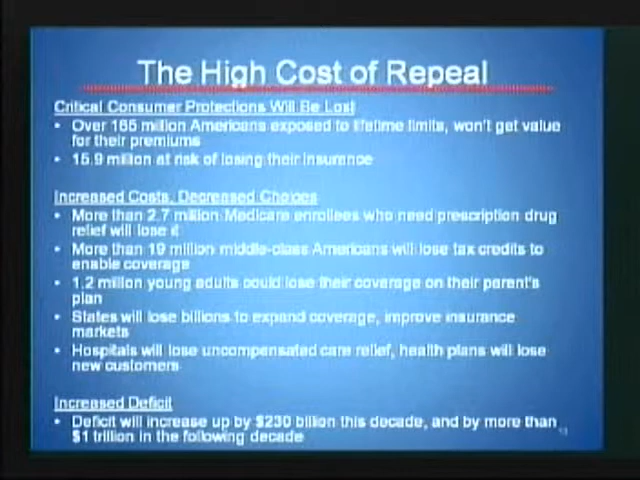 The High Cost of Repeal
Critical Consumer Protections Will Be Lost
• Over 165 million Americans exposed to lifetime limits, won't get value
for their premiums
• 15.9 million at risk of losing their insurance
Increased Costs, Decreased Choices
• More than 2.7 million Medicare enrollees who need prescription drug
relief will lose it
• More than 19 million middle-class Americans will lose tax credits to
enable coverage
• 1.2 million young adults could lose their coverage on their parent's
plan
• States will lose billions to expand coverage, improve insurance
markets
• Hospitals will lose uncompensated care relief, health plans will lose
new customers
Increased Deficit
• Deficit will increase up by $230 billion this decade, and by more than
$1 trillion in the following decade